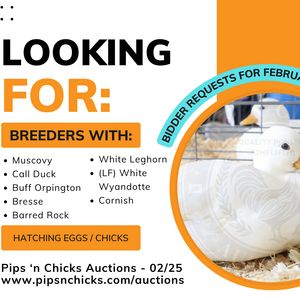 LOOKING
FOR:
BIDDER REQUESTS FOR
BREEDERS WITH:
• Muscovy
• Call Duck
• Buff Orpington
• Bresse
• Barred Rock
• White Leghorn
• (LF) White
Wyandotte
• Cornish
HATCHING EGGS / CHICKS
Pips ‘n Chicks Auctions - 02/25
www.pipsnchicks.com/auctions